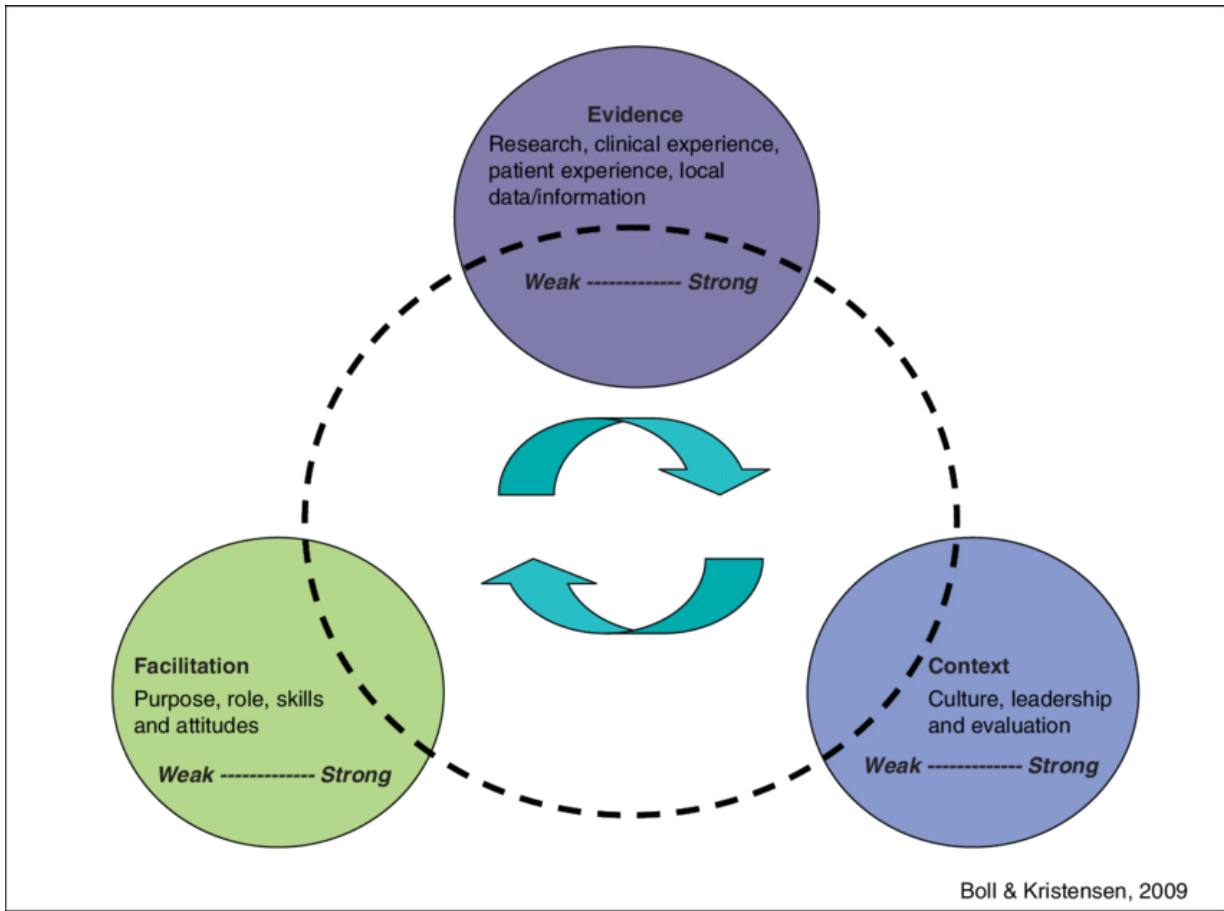 Evidence
Research, clinical experience,
patient experience, local
data/information
Weak ------------- Strong
Facilitation
Purpose, role, skills
and attitudes
Weak ------------- Strong
Context
Culture, leadership
and evaluation
Weak ------------- Strong
Boll & Kristensen, 2009